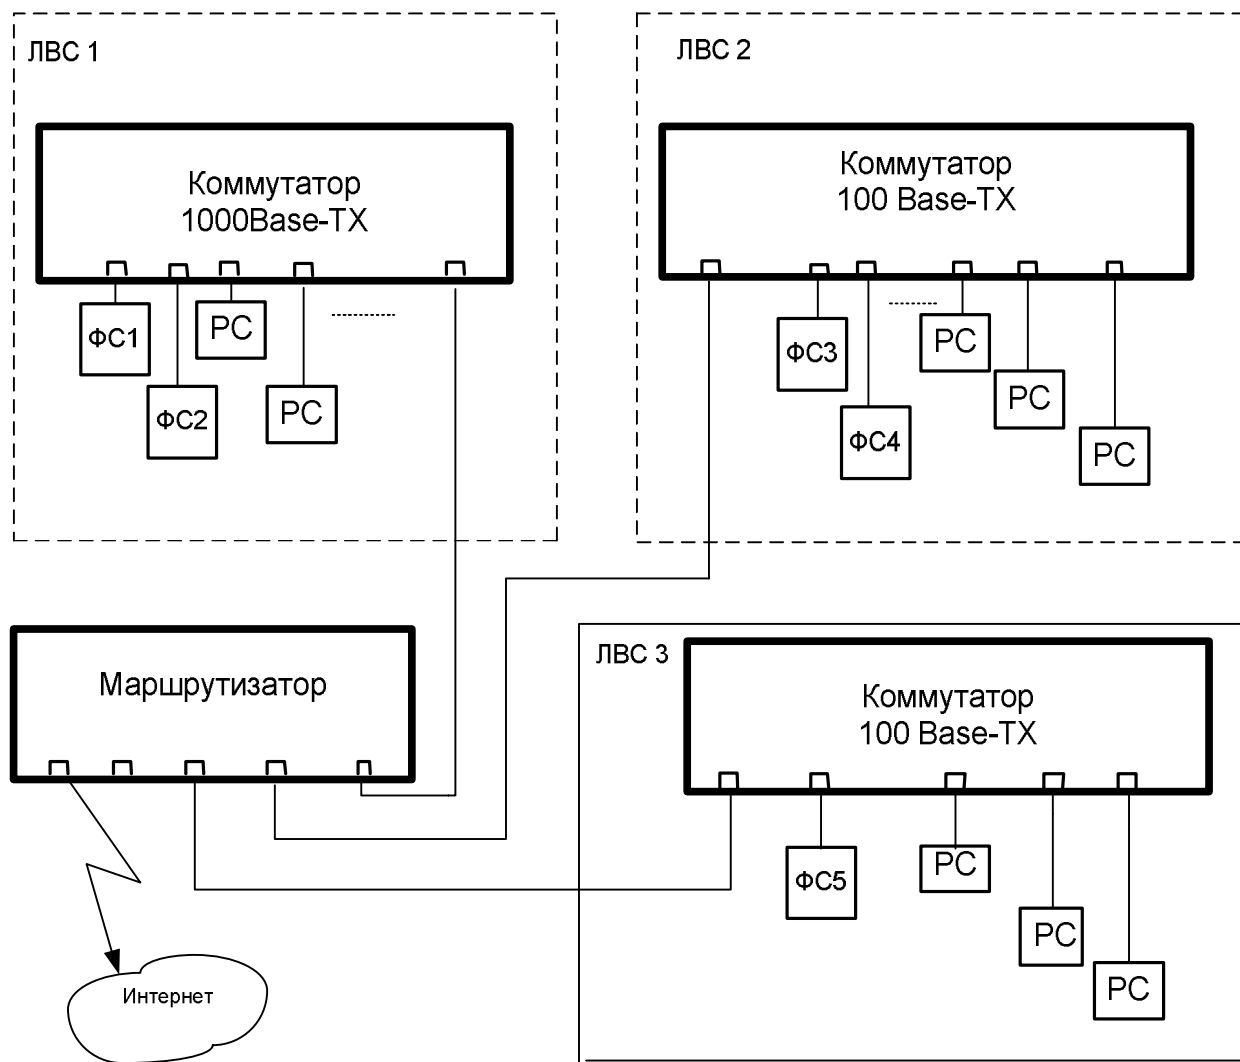 ЛВС 1
Коммутатор
1000Base-TX
ФС1
РС
ФС2
РС
ЛВС 2
Коммутатор
100 Base-TX
ФС3
РС
ФС4
РС
РС
Маршрутизатор
Интернет
ЛВС 3
Коммутатор
100 Base-TX
ФС5
РС
РС
РС